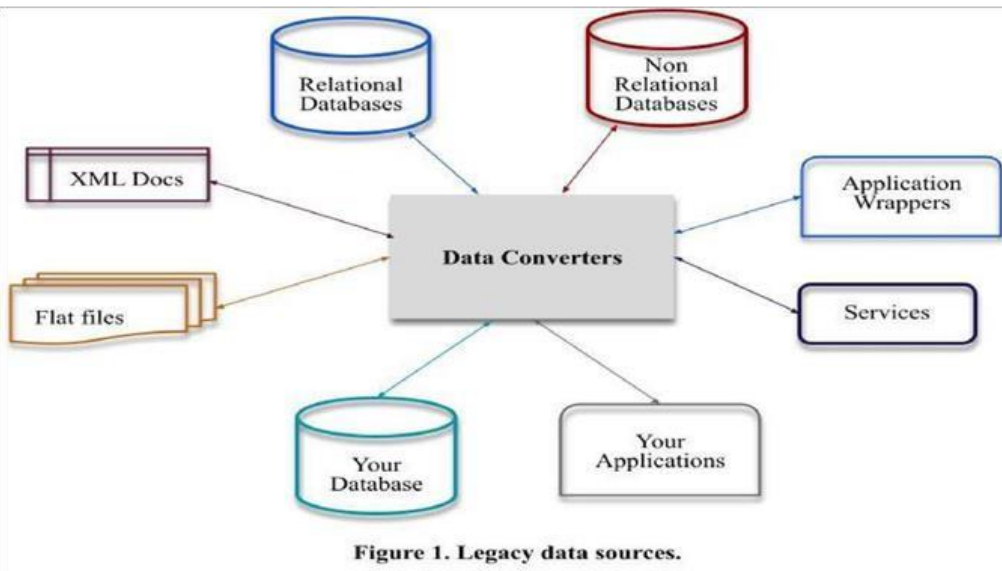 Relational
Databases
Non
Relational
Databases
XML Docs
Application
Wrappers
Data Converters
Flat files
Services
Your
Database
Your
Applications
Figure 1. Legacy data sources.